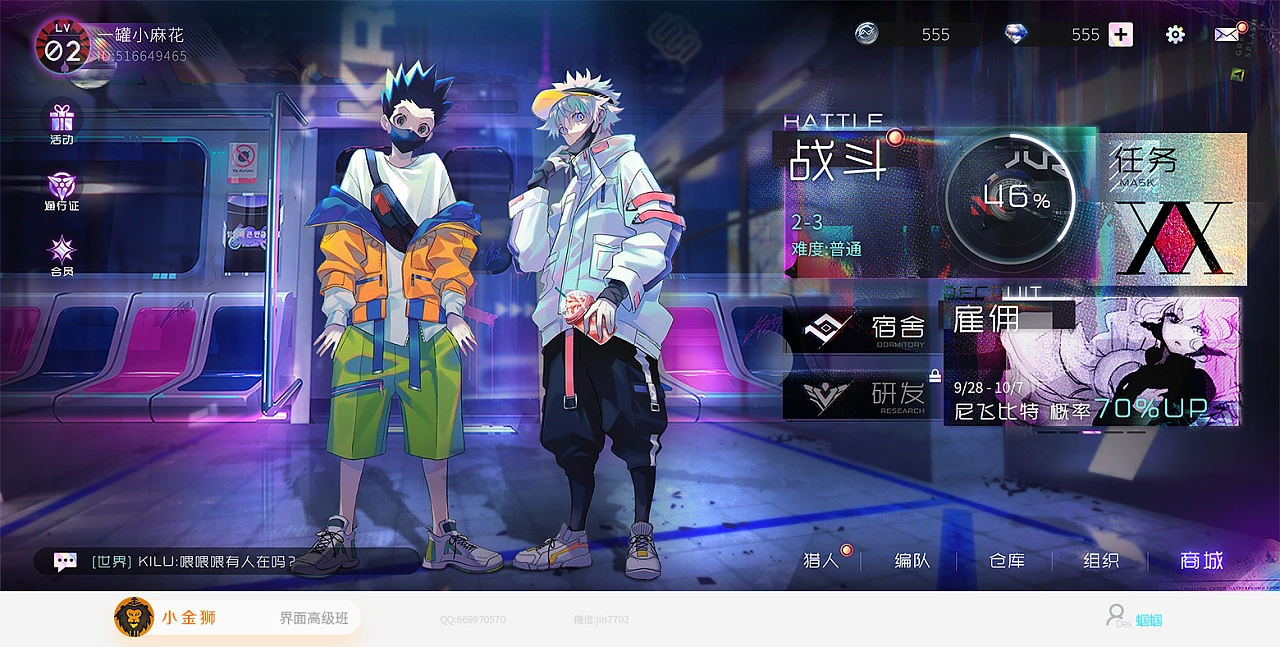 LV
02
一罐小麻花
ID:516649465
555
555
活动
通行证
会员
BATTLE
战斗
46%
2-3
难度:普通
任务
MASK
宿舍
DORMITORY
研发
RESEARCH
雇佣
9/28 - 10/7
尼飞比特 概率70%UP
[世界] KILU:喂喂喂有人在吗?
猎人
编队
仓库
组织
商城
小金狮
界面高级班
QQ:669970570
微信:jin7702
Des
蝈蝈